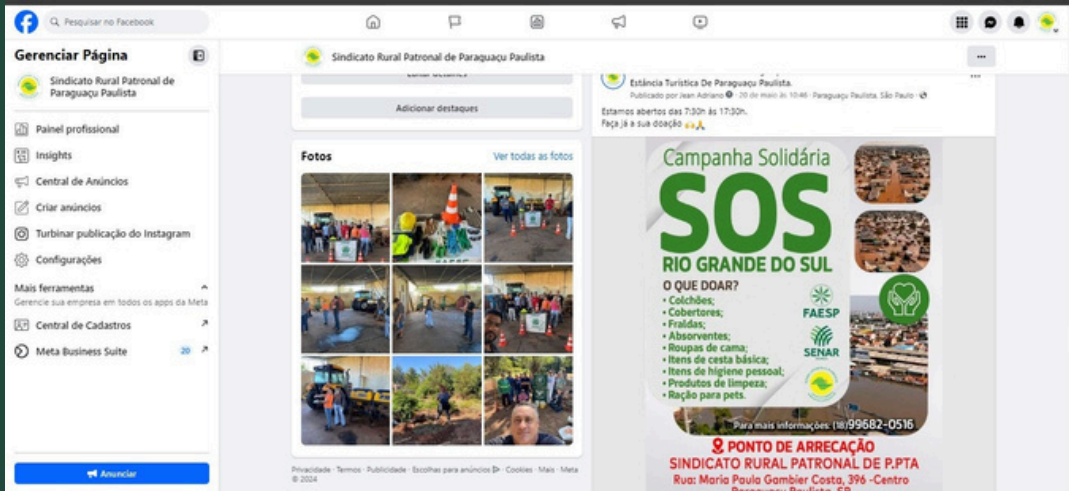 Pesquisar no Facebook
Gerenciar Página
Sindicato Rural Patronal de
Paraguaçu Paulista
Painel profissional
Insights
Central de Anúncios
Criar anúncios
Turbinar publicação do Instagram
Configurações
Mais ferramentas
Gerencie sua empresa em todos os apps da Meta
Central de Cadastros
Meta Business Suite
20
Anunciar
Sindicato Rural Patronal de Paraguaçu Paulista
Adicionar destaques
Fotos
Ver todas as fotos
Privacidade · Termos · Publicidade · Escolhas para anúncios · Cookies · Mais · Meta
© 2024
Estância Turística De Paraguaçu Paulista.
Publicado por Jean Adriano · 20 de maio às 10:46 · Paraguaçu Paulista, São Paulo ·
Estamos abertos das 7:30h às 17:30h.
Faça já a sua doação 🙌🙏
Campanha Solidária
SOS
RIO GRANDE DO SUL
O QUE DOAR?
• Colchões;
• Cobertores;
• Fraldas;
• Absorventes;
• Roupas de cama;
• Itens de cesta básica;
• Itens de higiene pessoal;
• Produtos de limpeza;
• Ração para pets.
FAESP
SENAR
Para mais informações: (18)99682-0516
PONTO DE ARRECAÇÃO
SINDICATO RURAL PATRONAL DE P.PTA
Rua: Maria Paula Gambier Costa, 396 -Centro
Paraguaçu Paulista, SP